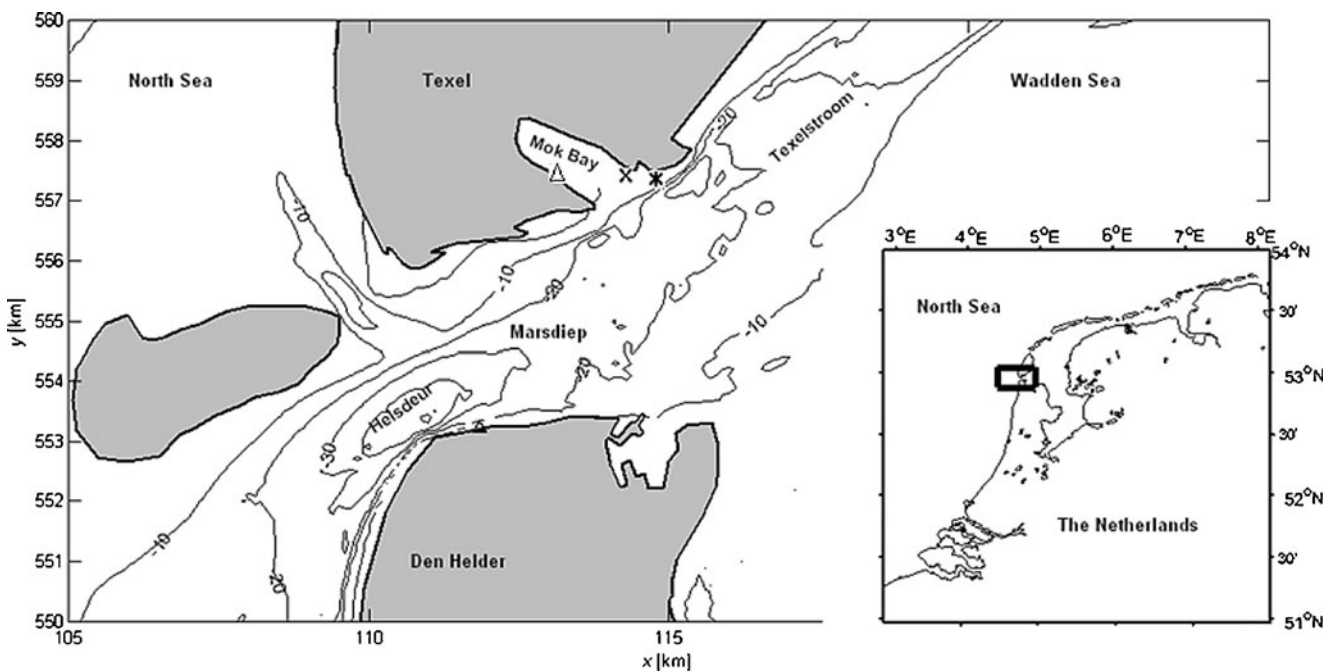 560
559
558
557
556
555
554
553
552
551
550
y [km]
105
110
115
x [km]
North Sea
Texel
Wadden Sea
Texelstroom
-20
Mok Bay
-10
-10
-20
-10
Marsdiep
-20
Helsdeur
-30
-10
-20
Den Helder
3°E
4°E
5°E
6°E
7°E
8°E
54°N
30'
53°N
30'
52°N
30'
51°N
North Sea
The Netherlands